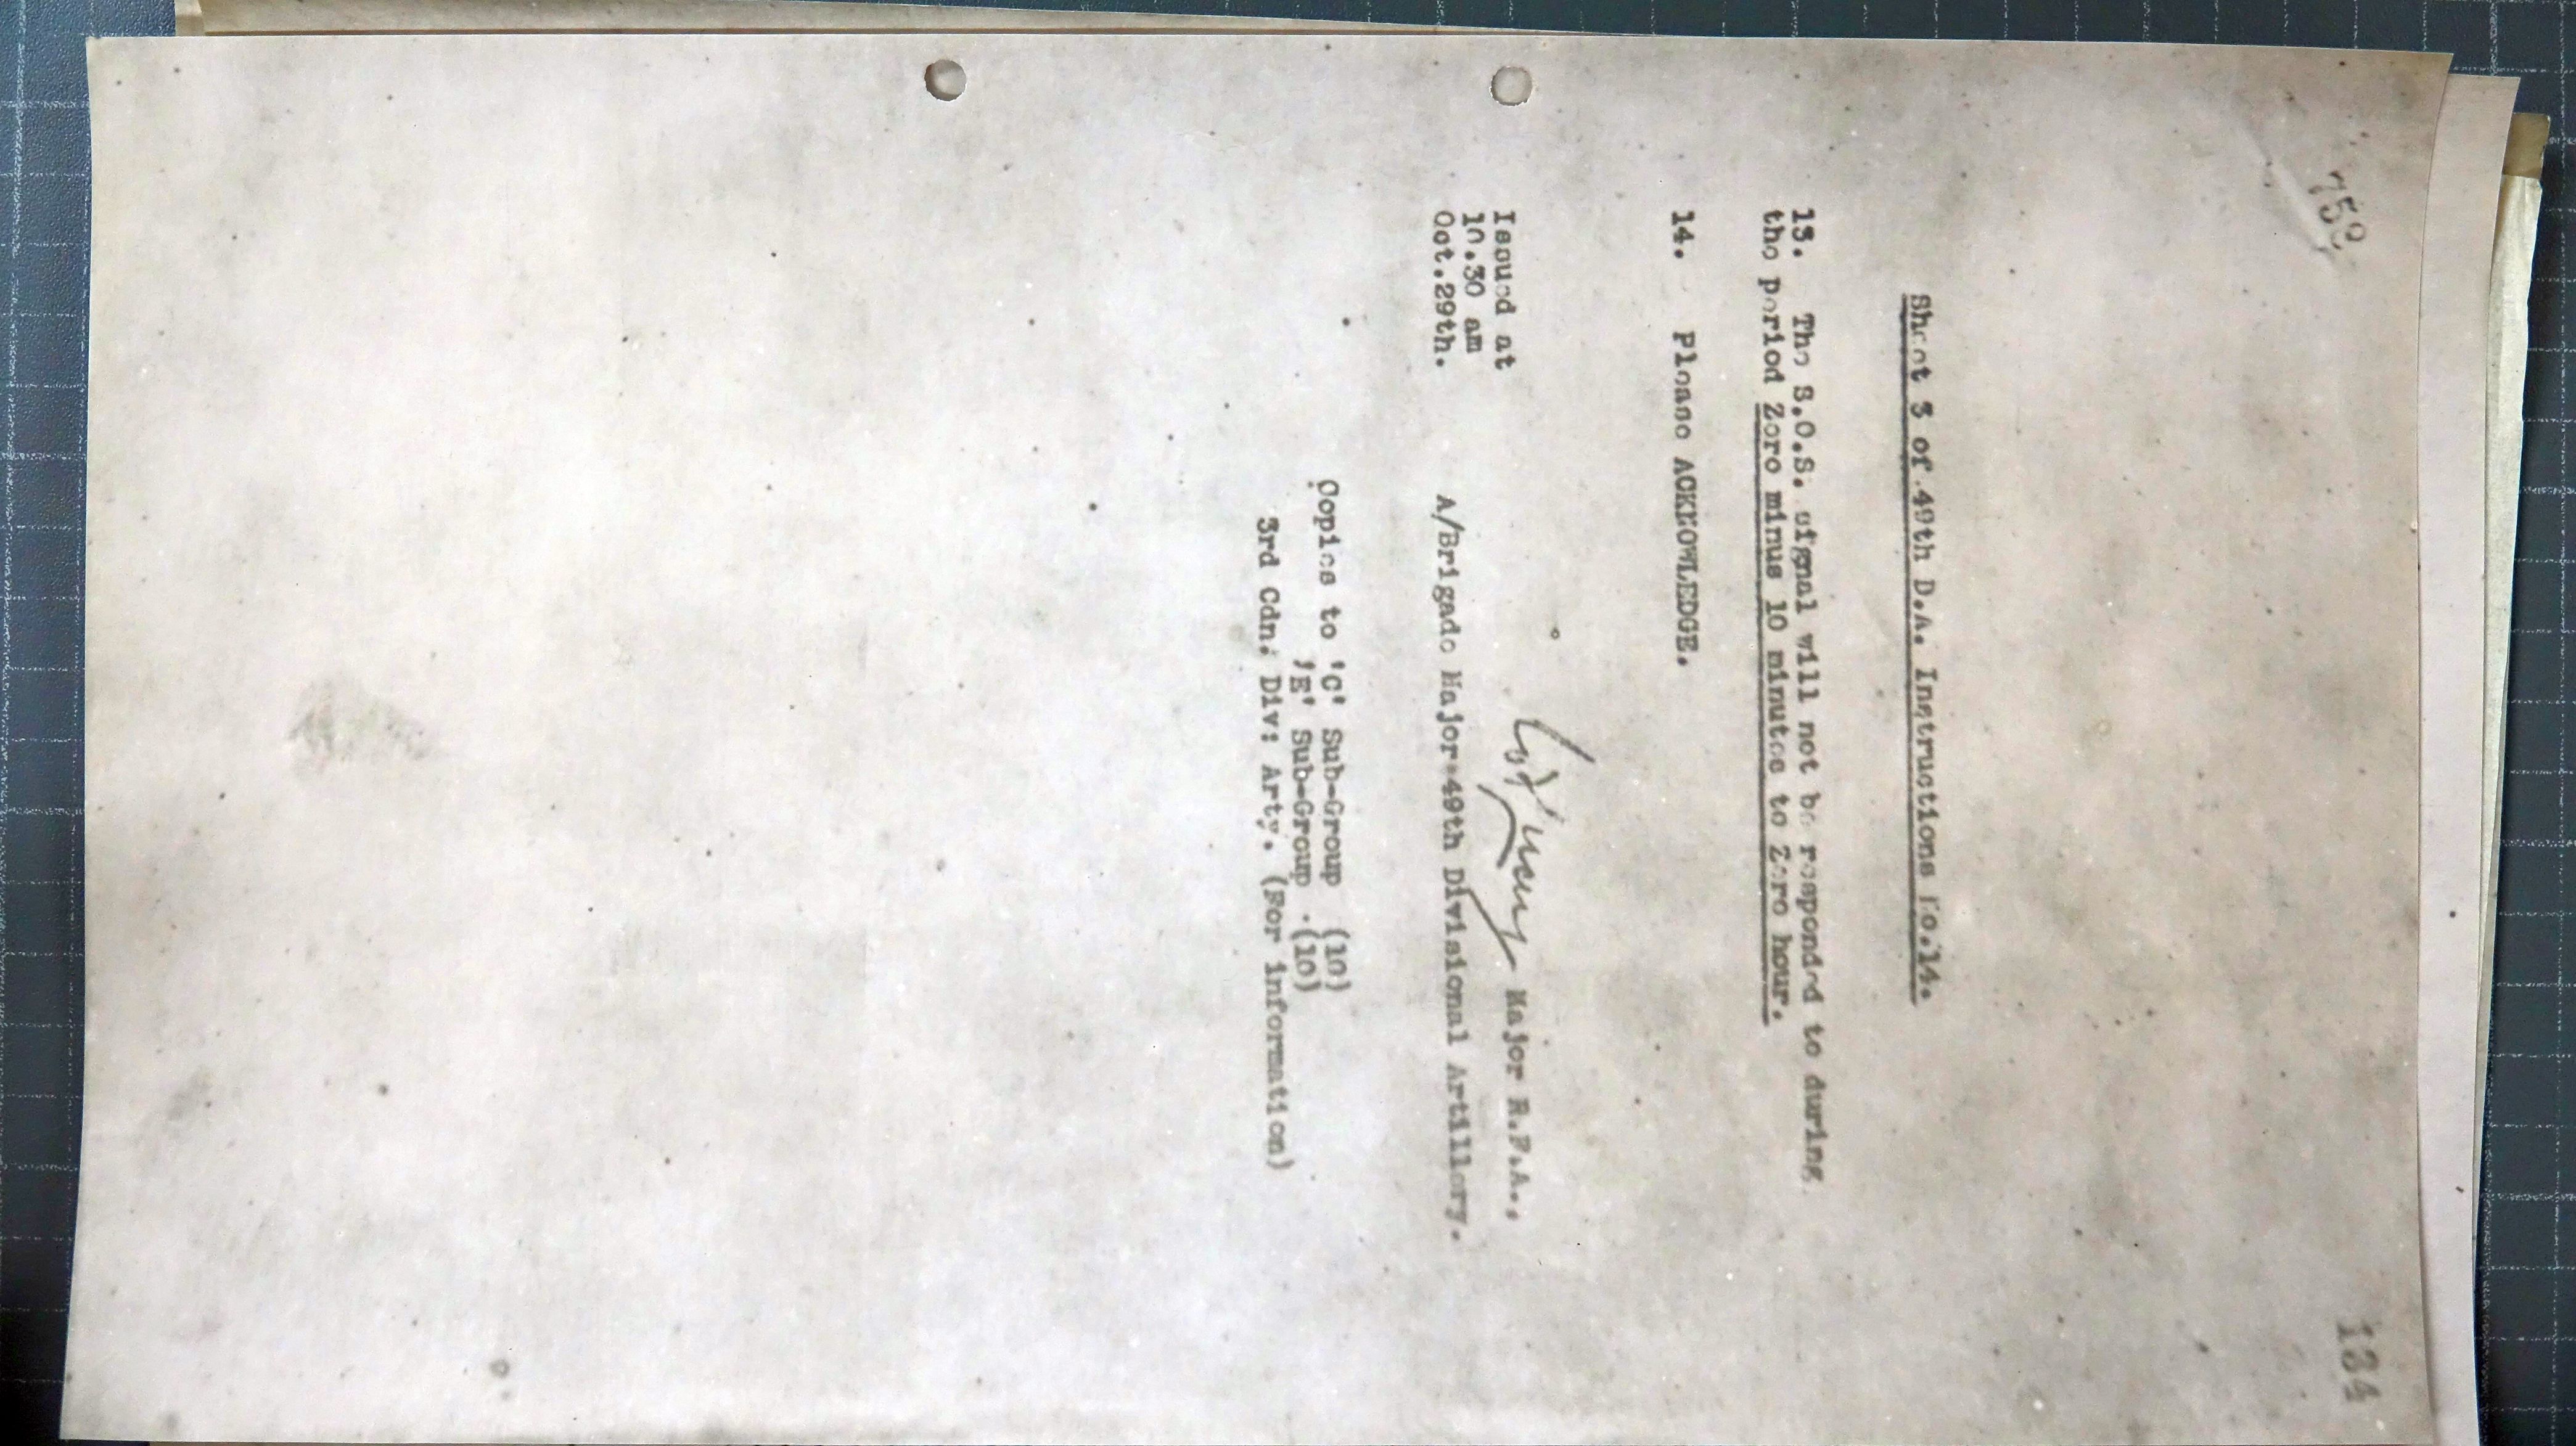 134
Sheet 3 of 49th D.A. Instructions No.14.
13. The S.O.S. signal will not be responded to during
the period Zero minus 10 minutes to Zero hour.
14. Please ACKNOWLEDGE.
Major R.F.A.,
Issued at
10.30 am
Oct.29th.
A/Brigade Major 49th Divisional Artillery.
Copies to 'C' Sub-Group (10)
'E' Sub-Group (10)
3rd Cdn. Div: Arty. (For information)